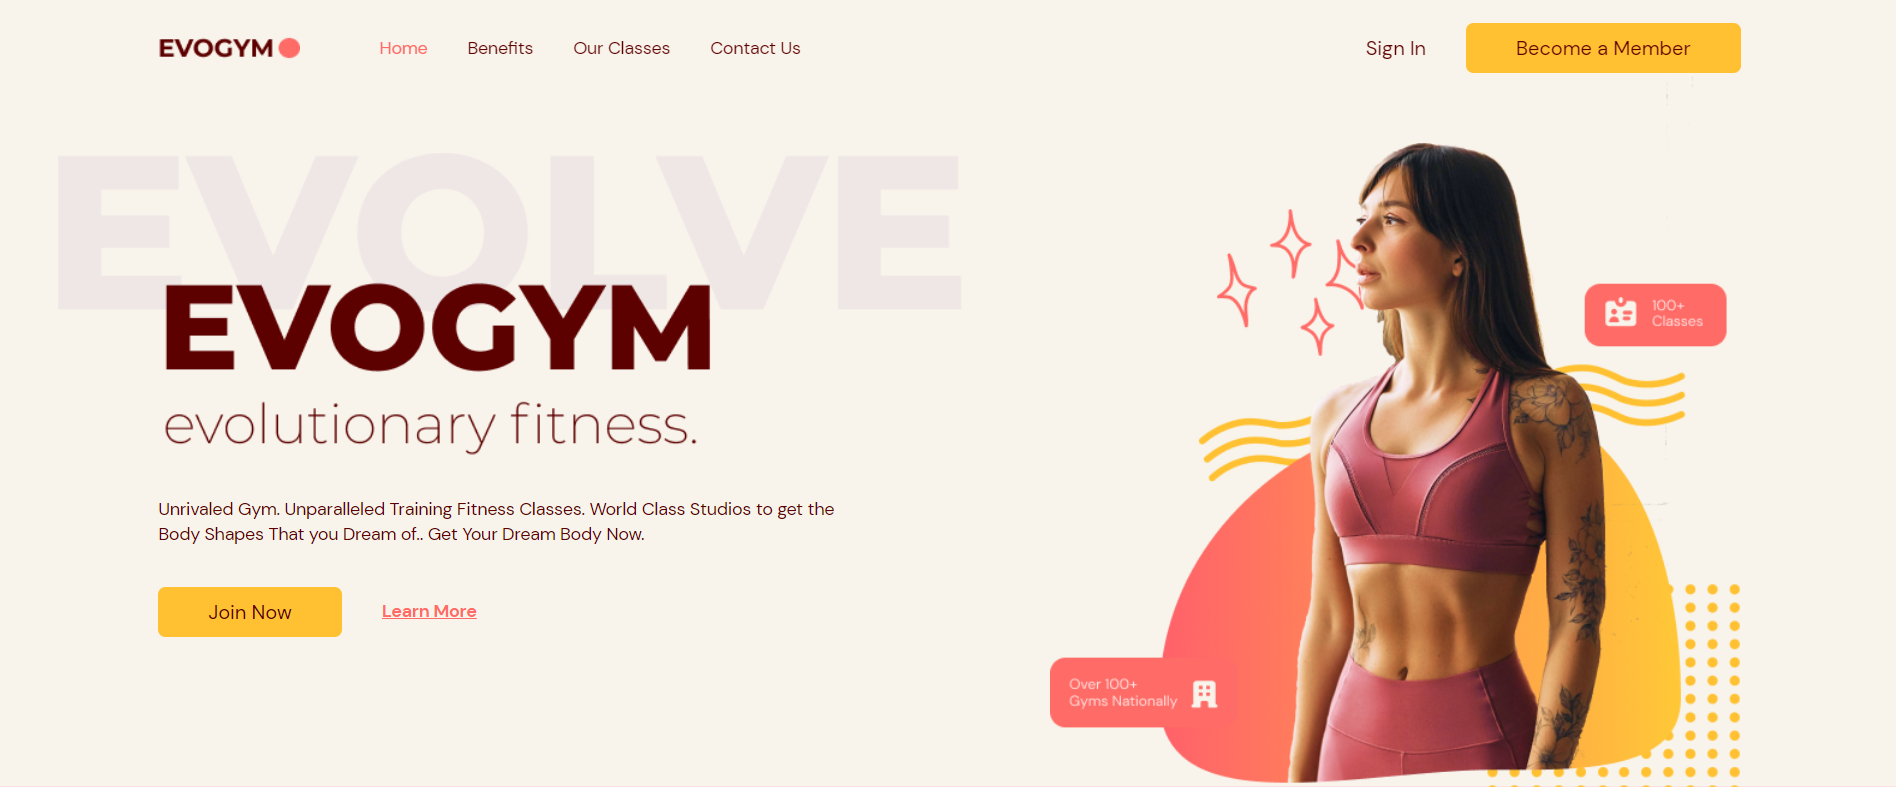 EVOGYM
Home
Benefits
Our Classes
Contact Us
Sign In
Become a Member
EVOLVE
EVOGYM
evolutionary fitness.
Unrivaled Gym. Unparalleled Training Fitness Classes. World Class Studios to get the
Body Shapes That you Dream of.. Get Your Dream Body Now.
Join Now
Learn More
100+
Classes
Over 100+
Gyms Nationally